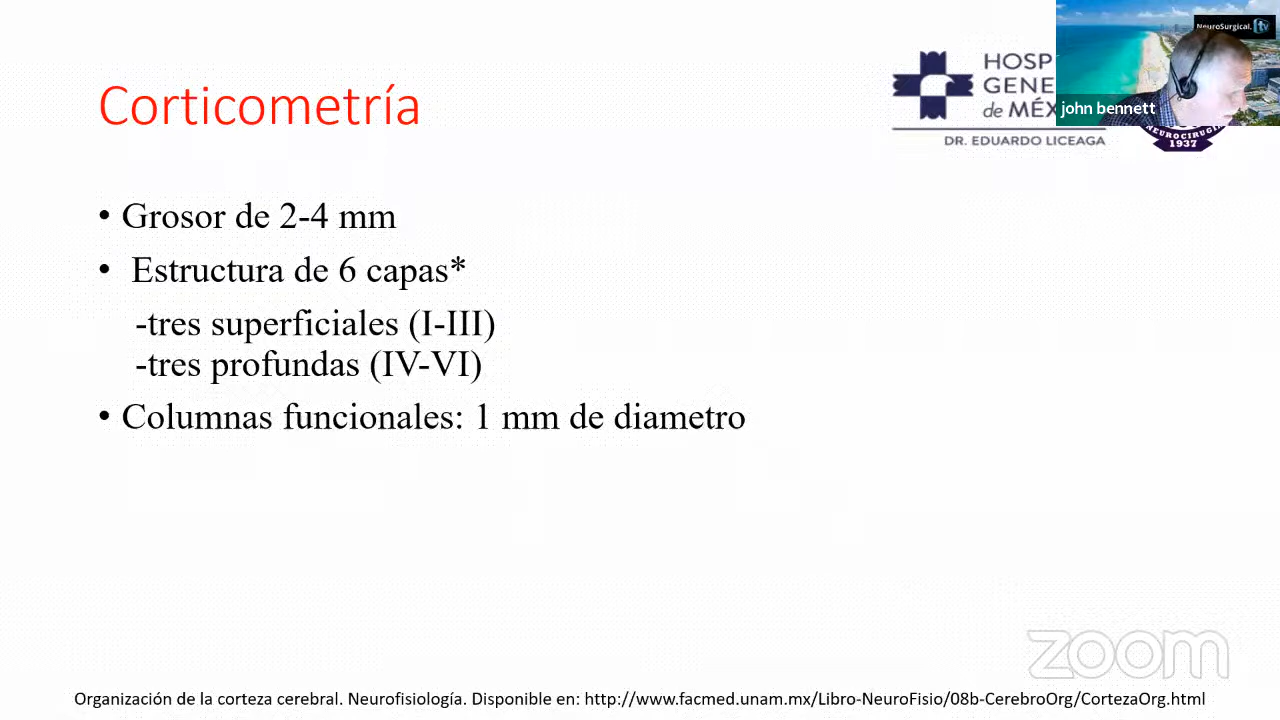 NeuroSurgical. tv
HOSP
GENE
de MÉX
john bennett
DR. EDUARDO LICEAGA
NEUROCIRUGÍ
1937
Corticometría
• Grosor de 2-4 mm
• Estructura de 6 capas*
-tres superficiales (I-III)
-tres profundas (IV-VI)
• Columnas funcionales: 1 mm de diametro
zoom
Organización de la corteza cerebral. Neurofisiología. Disponible en: http://www.facmed.unam.mx/Libro-NeuroFisio/08b-CerebroOrg/CortezaOrg.html